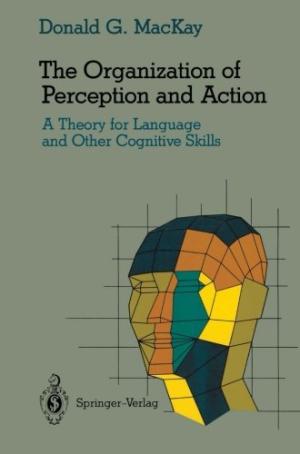 Donald G. MacKay
The Organization of
Perception and Action
A Theory for Language
and Other Cognitive Skills
Springer-Verlag